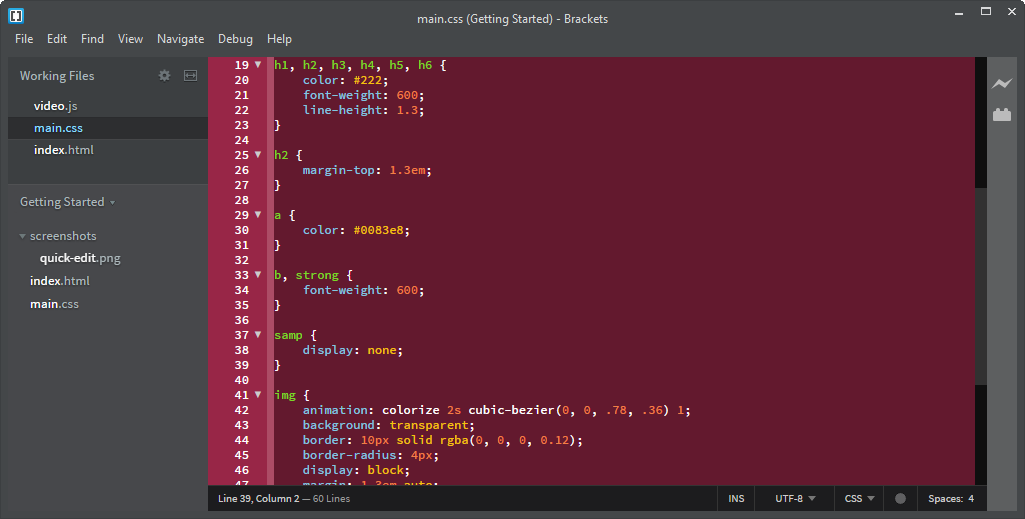 main.css (Getting Started) - Brackets
File Edit Find View Navigate Debug Help
Working Files
video.js
main.css
index.html
Getting Started
screenshots
quick-edit.png
index.html
main.css
19 h1, h2, h3, h4, h5, h6 {
20 color: #222;
21 font-weight: 600;
22 line-height: 1.3;
23 }
24
25 h2 {
26 margin-top: 1.3em;
27 }
28
29 a {
30 color: #0083e8;
31 }
32
33 b, strong {
34 font-weight: 600;
35 }
36
37 samp {
38 display: none;
39 }
40
41 img {
42 animation: colorize 2s cubic-bezier(0, 0, .78, .36) 1;
43 background: transparent;
44 border: 10px solid rgba(0, 0, 0, 0.12);
45 border-radius: 4px;
46 display: block;
47 margin: 1.3em auto;
Line 39, Column 2 — 60 Lines INS UTF-8 CSS Spaces: 4